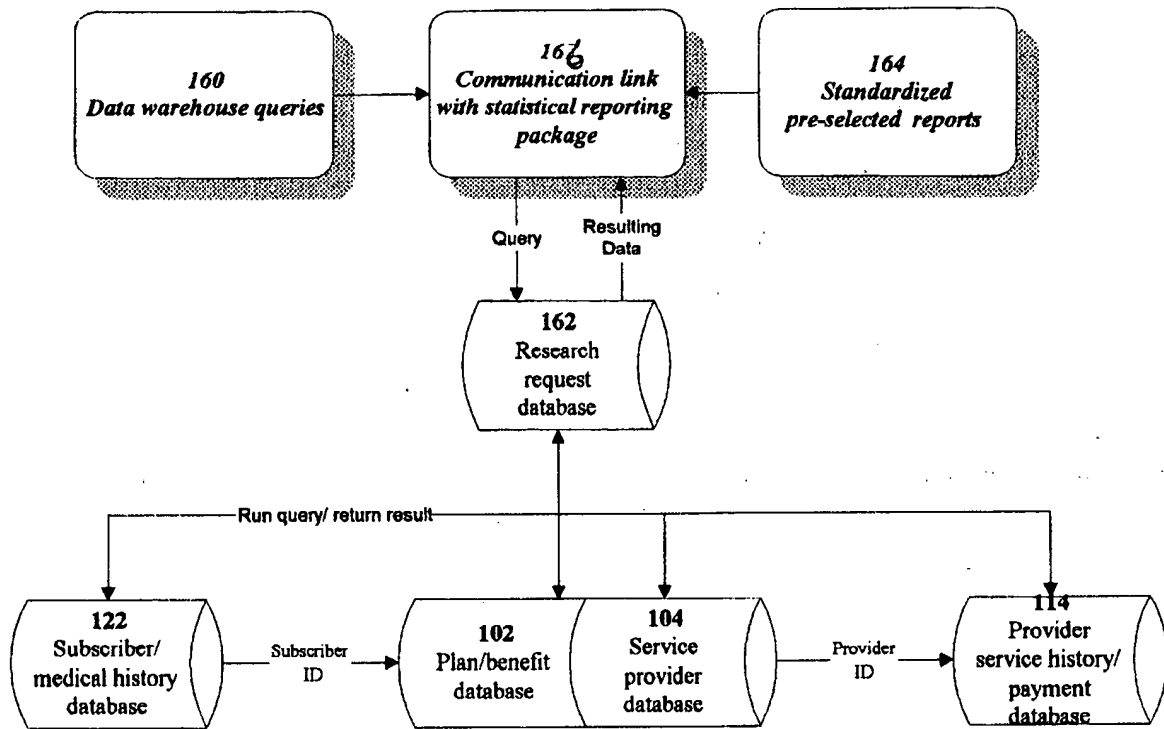 160
Data warehouse queries
166
Communication link
with statistical reporting
package
164
Standardized
pre-selected reports
Query
Resulting
Data
162
Research
request
database
Run query/ return result
122
Subscriber/
medical history
database
Subscriber
ID
102
Plan/benefit
database
104
Service
provider
database
Provider
ID
114
Provider
service history/
payment
database